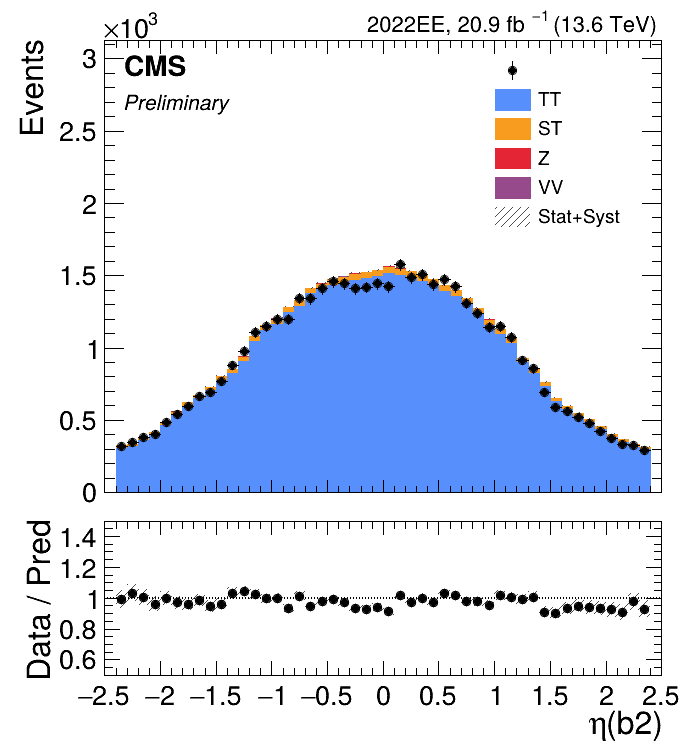 ×10³ 2022EE, 20.9 fb ⁻¹ (13.6 TeV)
Events
CMS
Preliminary
TT
ST
Z
VV
Stat+Syst
3
2.5
2
1.5
1
0.5
0
Data / Pred
1.4
1.2
1
0.8
0.6
−2.5 −2 −1.5 −1 −0.5 0 0.5 1 1.5 2 2.5
η(b2)